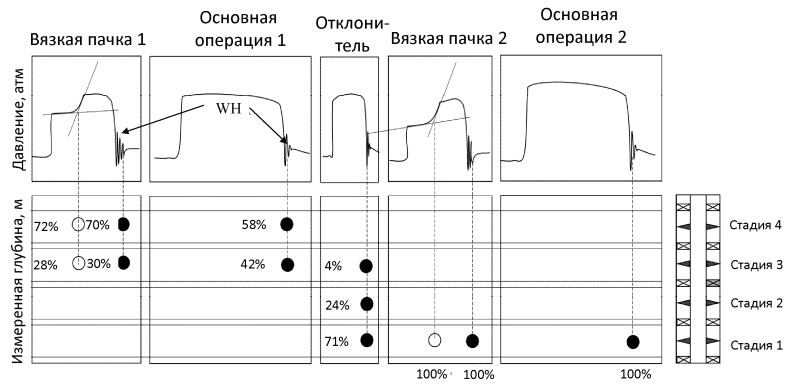 Вязкая пачка 1
Основная
операция 1
Отклони-
тель
Вязкая пачка 2
Основная
операция 2
Давление, атм
WH
Измеренная глубина, м
72%
70%
58%
28%
30%
42%
4%
24%
71%
100%
100%
100%
Стадия 4
Стадия 3
Стадия 2
Стадия 1